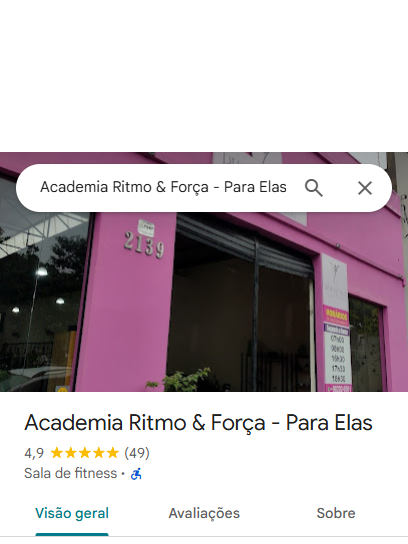 Academia Ritmo & Força - Para Elas
2139
HORÁRIOS
07h00
08h00
16h30
17h30
18h30
Academia Ritmo & Força - Para Elas
4,9 (49)
Sala de fitness ·
Visão geral Avaliações Sobre